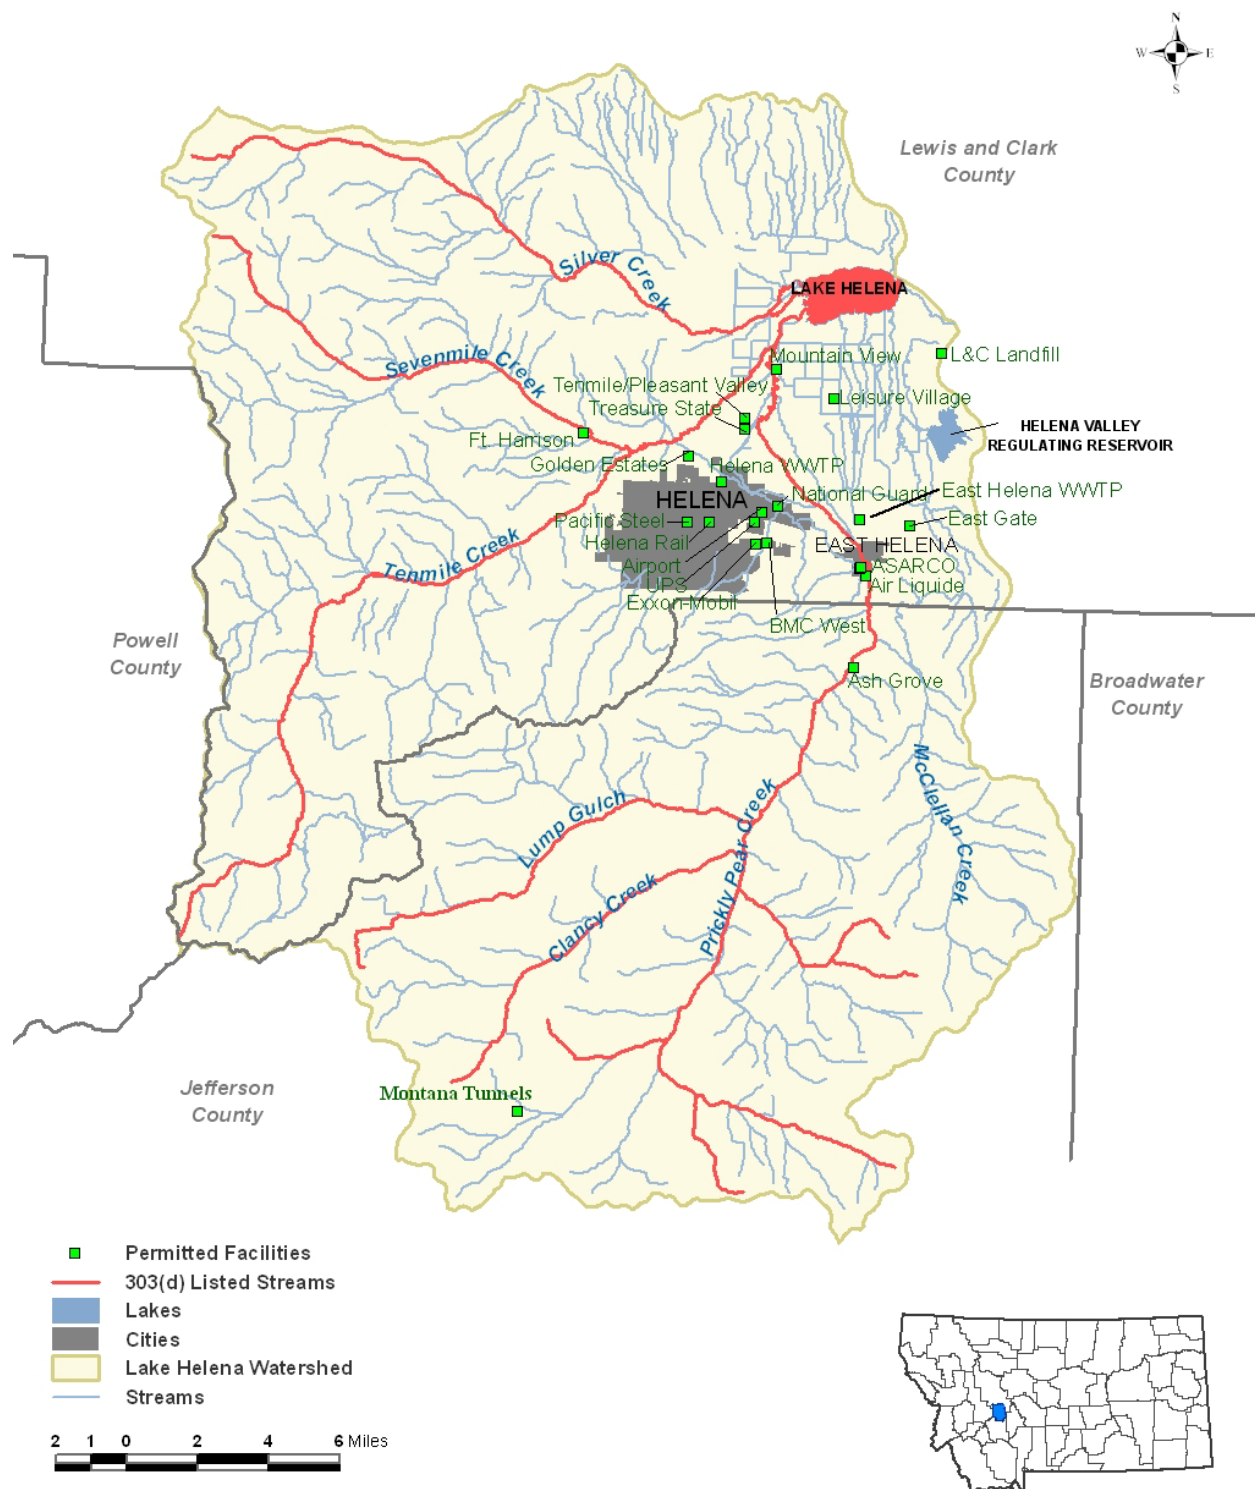 N
W
E
S
Lewis and Clark
County
Silver Creek
LAKE HELENA
Sevenmile Creek
Mountain View
L&C Landfill
Tenmile/Pleasant Valley
Leisure Village
Treasure State
HELENA VALLEY
REGULATING RESERVOIR
Ft. Harrison
Golden Estates
Helena WWTP
HELENA
National Guard
East Helena WWTP
Pacific Steel
East Gate
Helena Rail
EAST HELENA
Tenmile Creek
Airport
ASARCO
UPS
Air Liquide
Exxon-Mobil
BMC West
Powell
County
Ash Grove
Broadwater
County
McClellan Creek
Lump Gulch
Prickly Pear Creek
Clancy Creek
Jefferson
County
Montana Tunnels
Permitted Facilities
303(d) Listed Streams
Lakes
Cities
Lake Helena Watershed
Streams
2 1 0 2 4 6 Miles